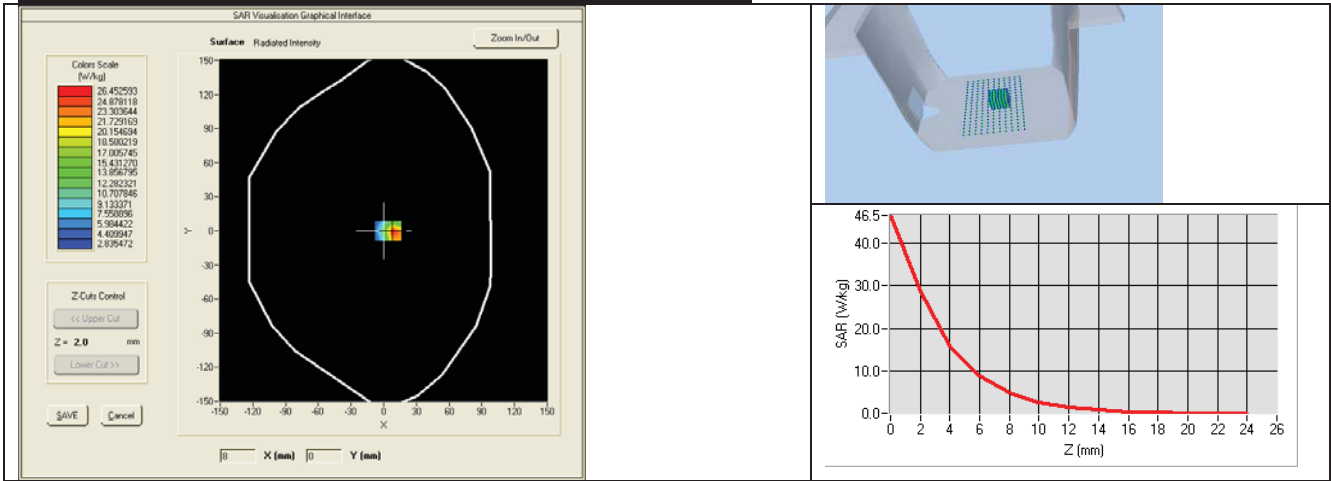 SAR Visualisation Graphical Interface
Surface Radiated Intensity
Zoom In/Out
Colors Scale
(W/kg)
26.452593
24.878118
23.303644
21.729169
20.154694
18.580219
17.005745
15.431270
13.856795
12.282321
10.707846
9.133371
7.558896
5.984422
4.409947
2.835472
Z-Cuts Control
<< Upper Cut
Z = 2.0 mm
Lower Cut >>
SAVE Cancel
150
120
90
60
30
0
-30
-60
-90
-120
-150
Y
-150 -120 -90 -60 -30 0 30 60 90 120 150
X
8 X (mm) 0 Y (mm)
46.5
40.0
30.0
20.0
10.0
0.0
SAR (W/kg)
0 2 4 6 8 10 12 14 16 18 20 22 24 26
Z (mm)